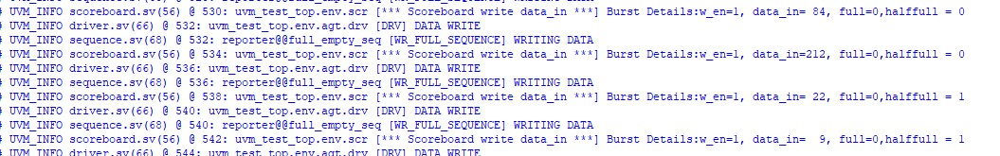 # UVM_INFO scoreboard.sv(56) @ 530: uvm_test_top.env.scr [*** Scoreboard write data_in ***] Burst Details:w_en=1, data_in= 84, full=0,halffull = 0
# UVM_INFO driver.sv(66) @ 532: uvm_test_top.env.agt.drv [DRV] DATA WRITE
# UVM_INFO sequence.sv(68) @ 532: reporter@@full_empty_seq [WR_FULL_SEQUENCE] WRITING DATA
# UVM_INFO scoreboard.sv(56) @ 534: uvm_test_top.env.scr [*** Scoreboard write data_in ***] Burst Details:w_en=1, data_in=212, full=0,halffull = 0
# UVM_INFO driver.sv(66) @ 536: uvm_test_top.env.agt.drv [DRV] DATA WRITE
# UVM_INFO sequence.sv(68) @ 536: reporter@@full_empty_seq [WR_FULL_SEQUENCE] WRITING DATA
# UVM_INFO scoreboard.sv(56) @ 538: uvm_test_top.env.scr [*** Scoreboard write data_in ***] Burst Details:w_en=1, data_in= 22, full=0,halffull = 1
# UVM_INFO driver.sv(66) @ 540: uvm_test_top.env.agt.drv [DRV] DATA WRITE
# UVM_INFO sequence.sv(68) @ 540: reporter@@full_empty_seq [WR_FULL_SEQUENCE] WRITING DATA
# UVM_INFO scoreboard.sv(56) @ 542: uvm_test_top.env.scr [*** Scoreboard write data_in ***] Burst Details:w_en=1, data_in=  9, full=0,halffull = 1
# UVM_INFO driver.sv(66) @ 544: uvm_test_top.env.agt.drv [DRV] DATA WRITE